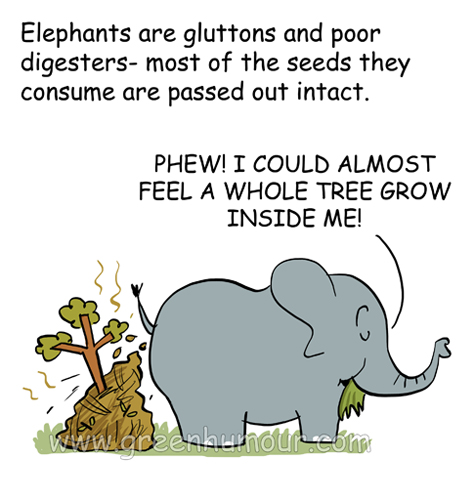 Elephants are gluttons and poor
digesters- most of the seeds they
consume are passed out intact.
PHEW! I COULD ALMOST
FEEL A WHOLE TREE GROW
INSIDE ME!
www.greenhumour.com